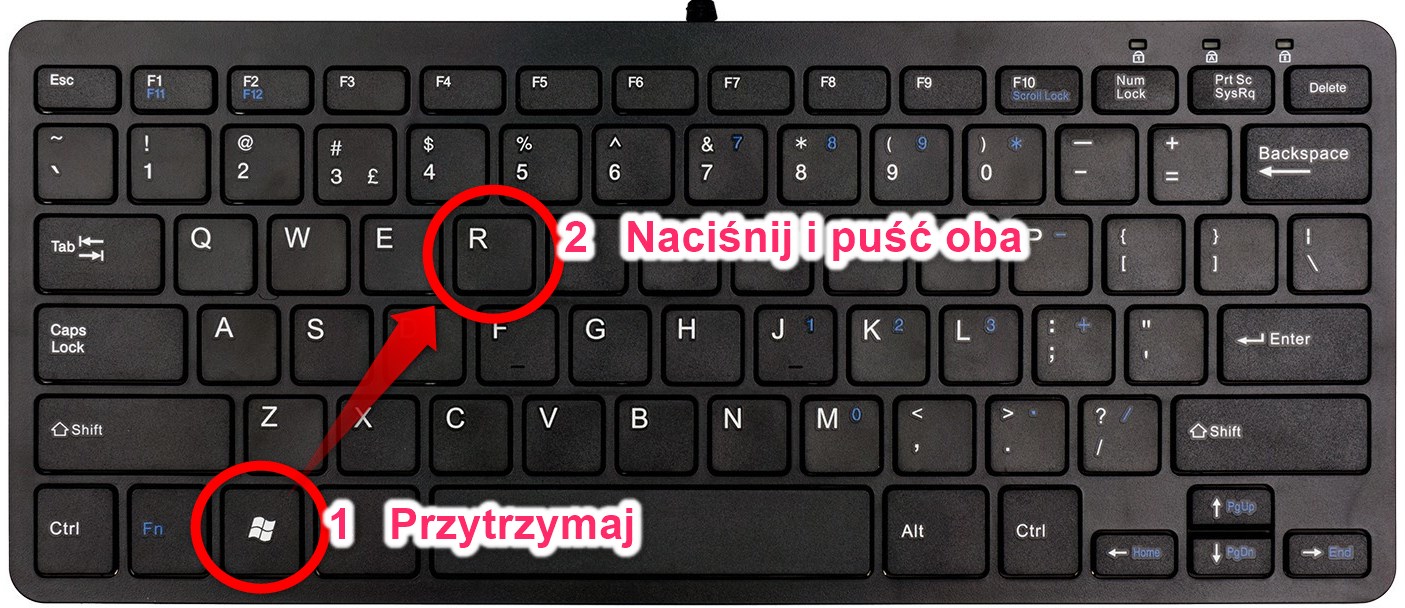 Esc F1 F2 F3 F4 F5 F6 F7 F8 F9 F10 Num Prt Sc Delete
F11 F12 Scroll Lock Lock SysRq
~ ! @ # $ % ^ & 7 * 8 ( 9 ) * — + Backspace
` 1 2 3 £ 4 5 6 7 8 9 0 - =
Tab Q W E R 2 Naciśnij i puść oba P - { } |
[ ] \
Caps A S F G H J 1 K 2 L 3 : + " Enter
Lock ; '
Shift Z X C V B N M 0 < > . ? / Shift
, . /
Ctrl Fn 1 Przytrzymaj Alt Ctrl PgUp
Home PgDn End